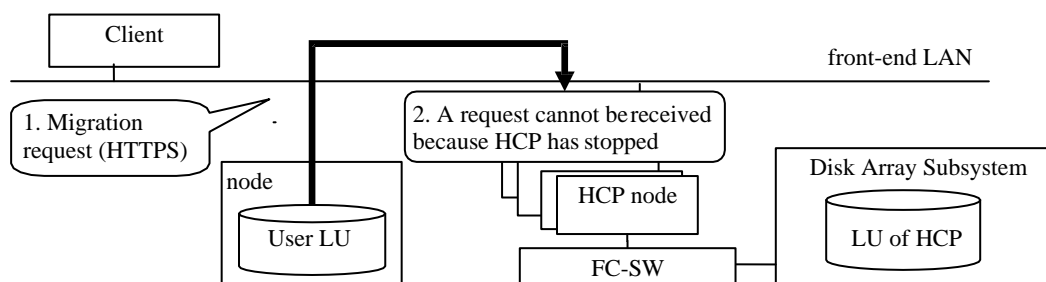 Client
front-end LAN
1. Migration
request (HTTPS)
2. A request cannot be received
because HCP has stopped
node
User LU
HCP node
FC-SW
Disk Array Subsystem
LU of HCP